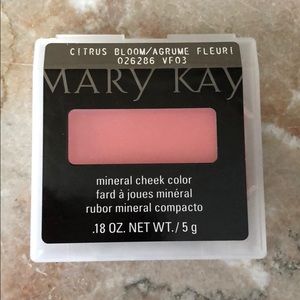 CITRUS BLOOM/AGRUME FLEURI
026286 VF03
MARY KAY
mineral cheek color
fard à joues minéral
rubor mineral compacto
.18 OZ. NET WT./ 5 g